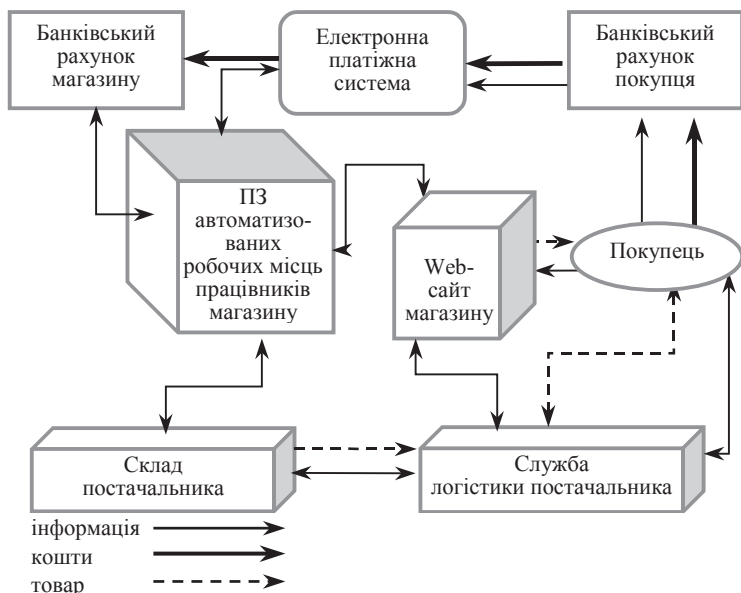 Банківський
рахунок
магазину
Електронна
платіжна
система
Банківський
рахунок
покупця
ПЗ
автоматизо-
ованих
робочих місць
працівників
магазину
Web-
сайт
магазину
Покупець
Склад
постачальника
Служба
логістики постачальника
інформація
кошти
товар